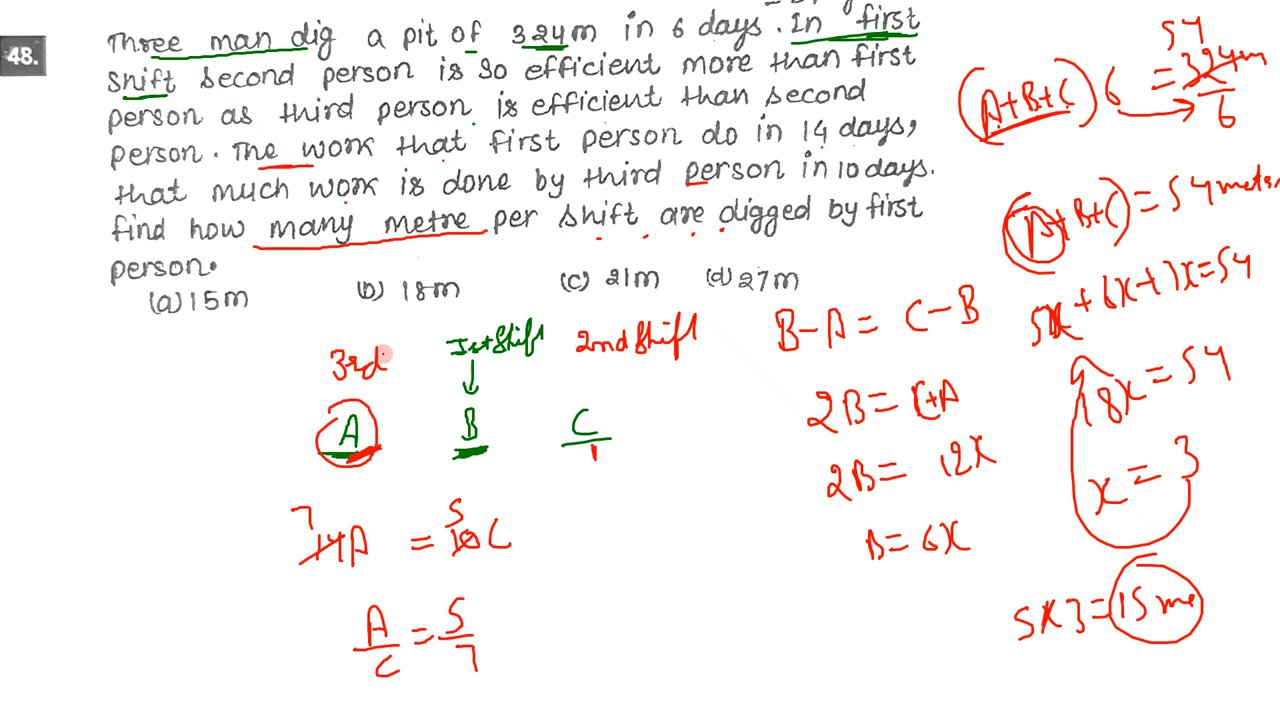 48.
Three man dig a pit of 324m in 6 days. In first
shift second person is so efficient more than first
person as third person is efficient than second
person. The work that first person do in 14 days,
that much work is done by third person in 10 days.
find how many metre per shift are digged by first
person.
(a) 15m (b) 18m (c) 21m (d) 27m
3rd Ist shift 2nd shift
A B C
1
7 5
14A = 10C
A/C = 5/7
B-A = C-B
2B = C+A
2B = 12x
B = 6x
54
(A+B+C) 6 = 324m/6
(A+B+C) = 54 meter
5x + 6x + 7x = 54
18x = 54
x = 3
5x3 = 15 me